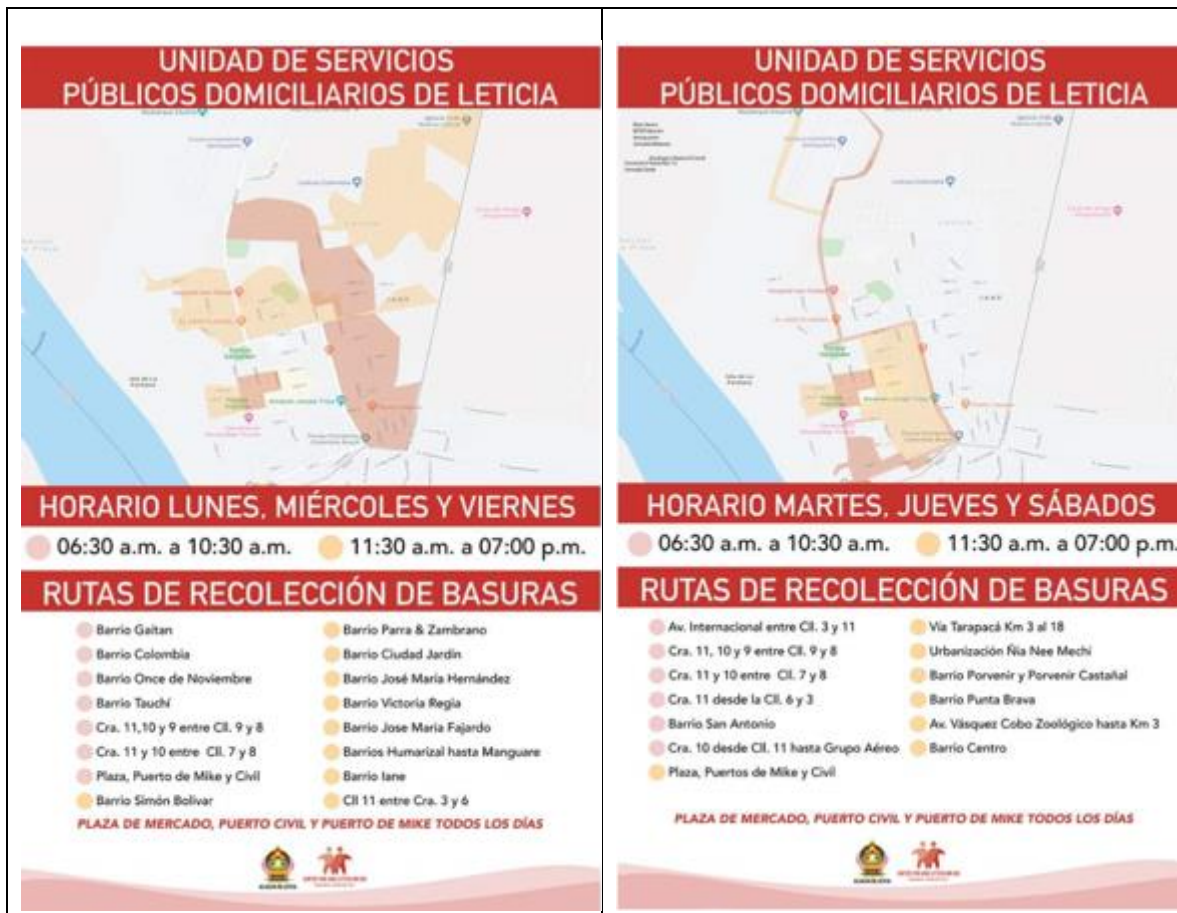 UNIDAD DE SERVICIOS
PÚBLICOS DOMICILIARIOS DE LETICIA
HORARIO LUNES, MIÉRCOLES Y VIERNES
06:30 a.m. a 10:30 a.m.
11:30 a.m. a 07:00 p.m.
RUTAS DE RECOLECCIÓN DE BASURAS
Barrio Gaitan
Barrio Colombia
Barrio Once de Noviembre
Barrio Tauchí
Cra. 11,10 y 9 entre Cll. 9 y 8
Cra. 11 y 10 entre Cll. 7 y 8
Plaza, Puerto de Mike y Civil
Barrio Simón Bolivar
Barrio Parra & Zambrano
Barrio Ciudad Jardín
Barrio José María Hernández
Barrio Victoria Regia
Barrio Jose María Fajardo
Barrios Humarizal hasta Manguare
Barrio Iane
Cll 11 entre Cra. 3 y 6
PLAZA DE MERCADO, PUERTO CIVIL Y PUERTO DE MIKE TODOS LOS DÍAS
UNIDAD DE SERVICIOS
PÚBLICOS DOMICILIARIOS DE LETICIA
HORARIO MARTES, JUEVES Y SÁBADOS
06:30 a.m. a 10:30 a.m.
11:30 a.m. a 07:00 p.m.
RUTAS DE RECOLECCIÓN DE BASURAS
Av. Internacional entre Cll. 3 y 11
Cra. 11, 10 y 9 entre Cll. 9 y 8
Cra. 11 y 10 entre Cll. 7 y 8
Cra. 11 desde la Cll. 6 y 3
Barrio San Antonio
Cra. 10 desde Cll. 11 hasta Grupo Aéreo
Plaza, Puertos de Mike y Civil
Vía Tarapacá Km 3 al 18
Urbanización Ñia Nee Mechi
Barrio Porvenir y Porvenir Castañal
Barrio Punta Brava
Av. Vásquez Cobo Zoológico hasta Km 3
Barrio Centro
PLAZA DE MERCADO, PUERTO CIVIL Y PUERTO DE MIKE TODOS LOS DÍAS